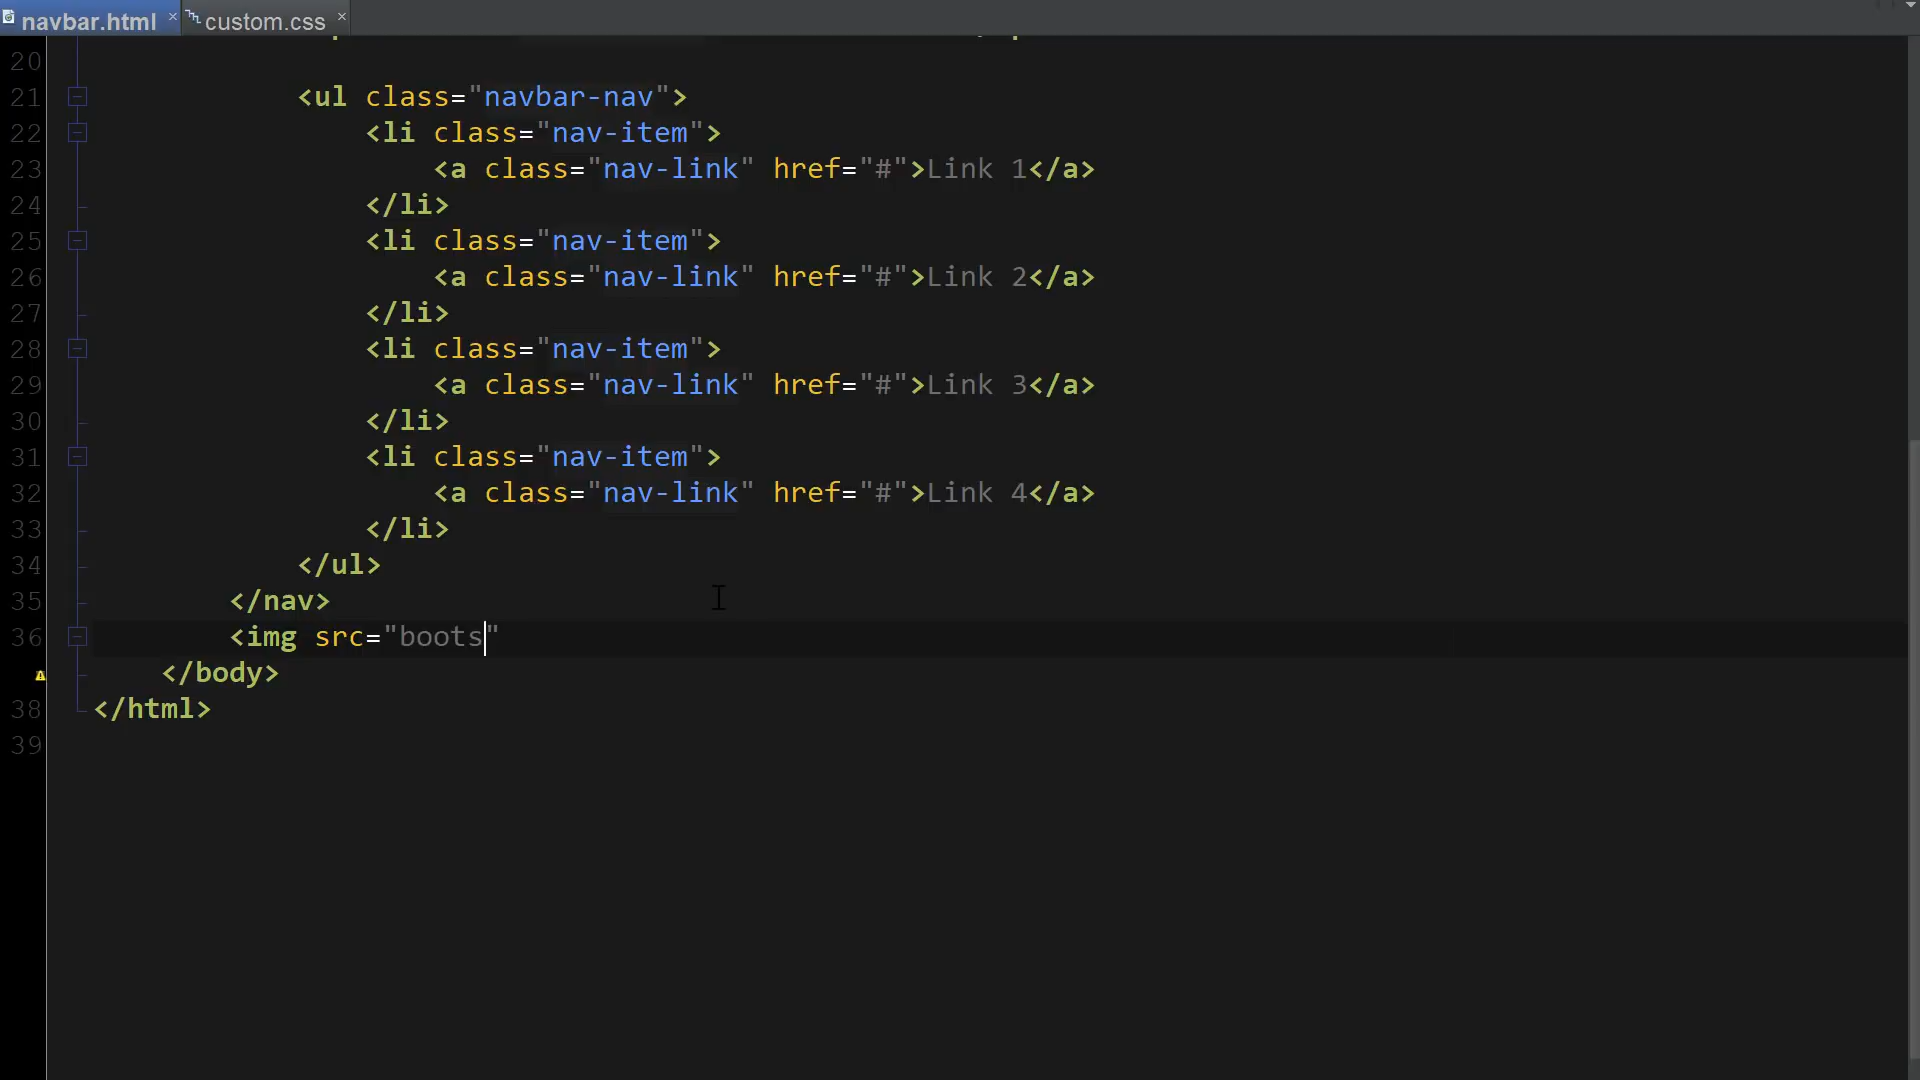 navbar.html × custom.css ×
20
21 <ul class="navbar-nav">
22 <li class="nav-item">
23 <a class="nav-link" href="#">Link 1</a>
24 </li>
25 <li class="nav-item">
26 <a class="nav-link" href="#">Link 2</a>
27 </li>
28 <li class="nav-item">
29 <a class="nav-link" href="#">Link 3</a>
30 </li>
31 <li class="nav-item">
32 <a class="nav-link" href="#">Link 4</a>
33 </li>
34 </ul>
35 </nav>
36 <img src="boots"
</body>
38 </html>
39